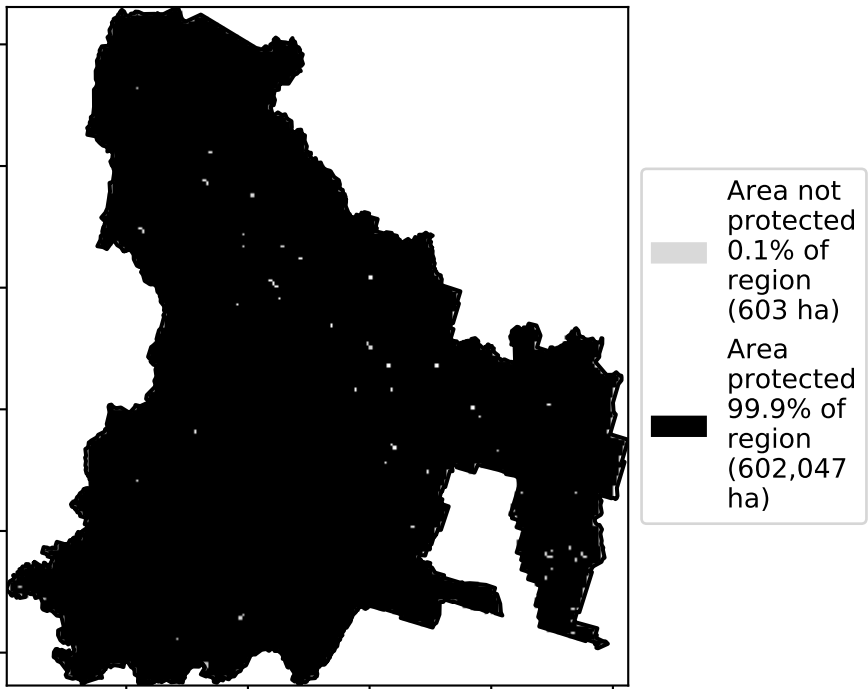 Area not
protected
0.1% of
region
(603 ha)
Area
protected
99.9% of
region
(602,047
ha)